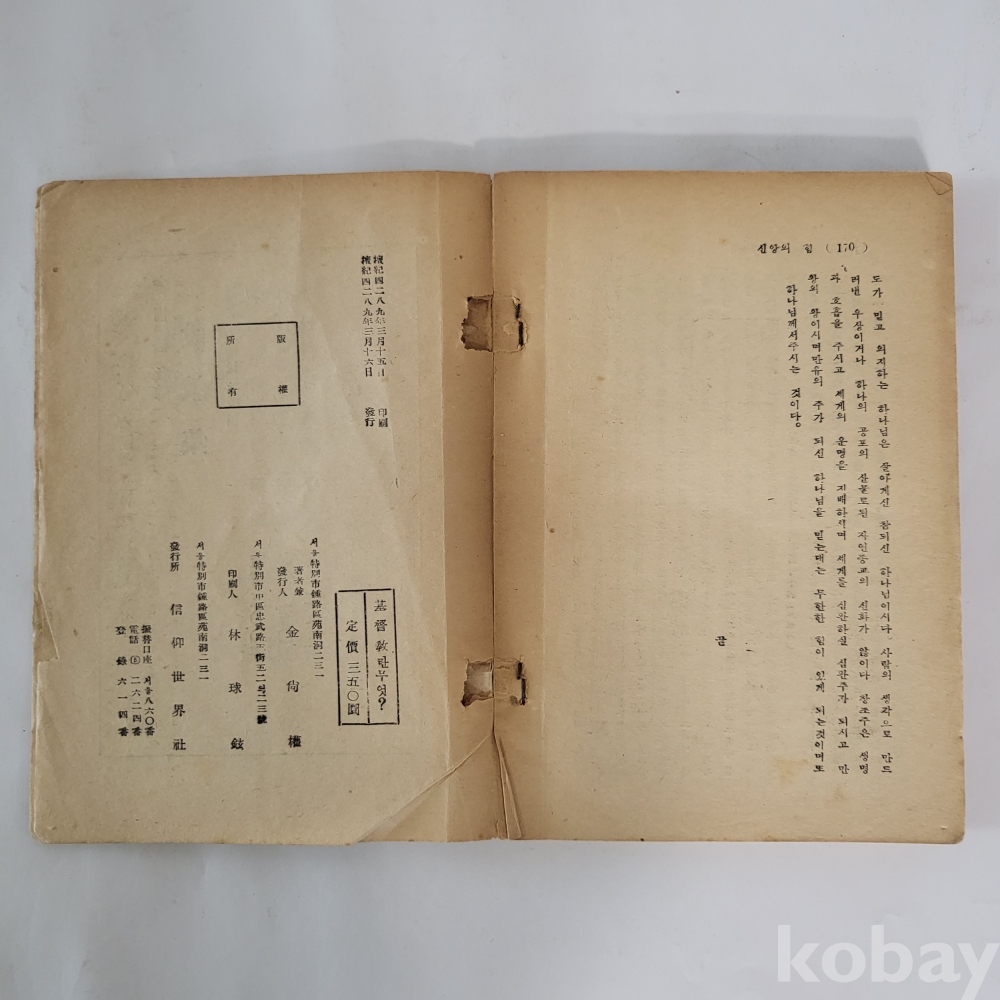 신앙의 힘 (170)
도가 믿고 의지하는 하나님은 살아계신 참되신 하나님이시다. 사람의 생각으로 만드
러낸 우상이거나 하나의 공포의 산물도된 자연종교의 신화가 않이다 창조주은 생명
과 호흡을 주시고 세계의 운명을 지배하시며 세계를 심판하실 심판주가 되시고 만
왕의 왕이시며만유의 주가 되신 하나님을 믿는대는 무한한 힘이 있게 되는것이며또
하나님께서주시는 것이다。
끝
檀紀四二八九年三月十五日 印刷
檀紀四二八九年三月十六日 發行
版權
所有
基督敎란무엇?
定價 三五○圜
서울特別市鍾路區苑南洞二三一
著者兼
發行人 金尙權
서울特別市中區忠武路五街五二의二三號
印刷人 林球鉉
서울特別市鍾路區苑南洞二三一
發行所 信仰世界社
振替口座 서울八六○番
電話 ⑧ 二六二四番
登錄 六一四番
kobay